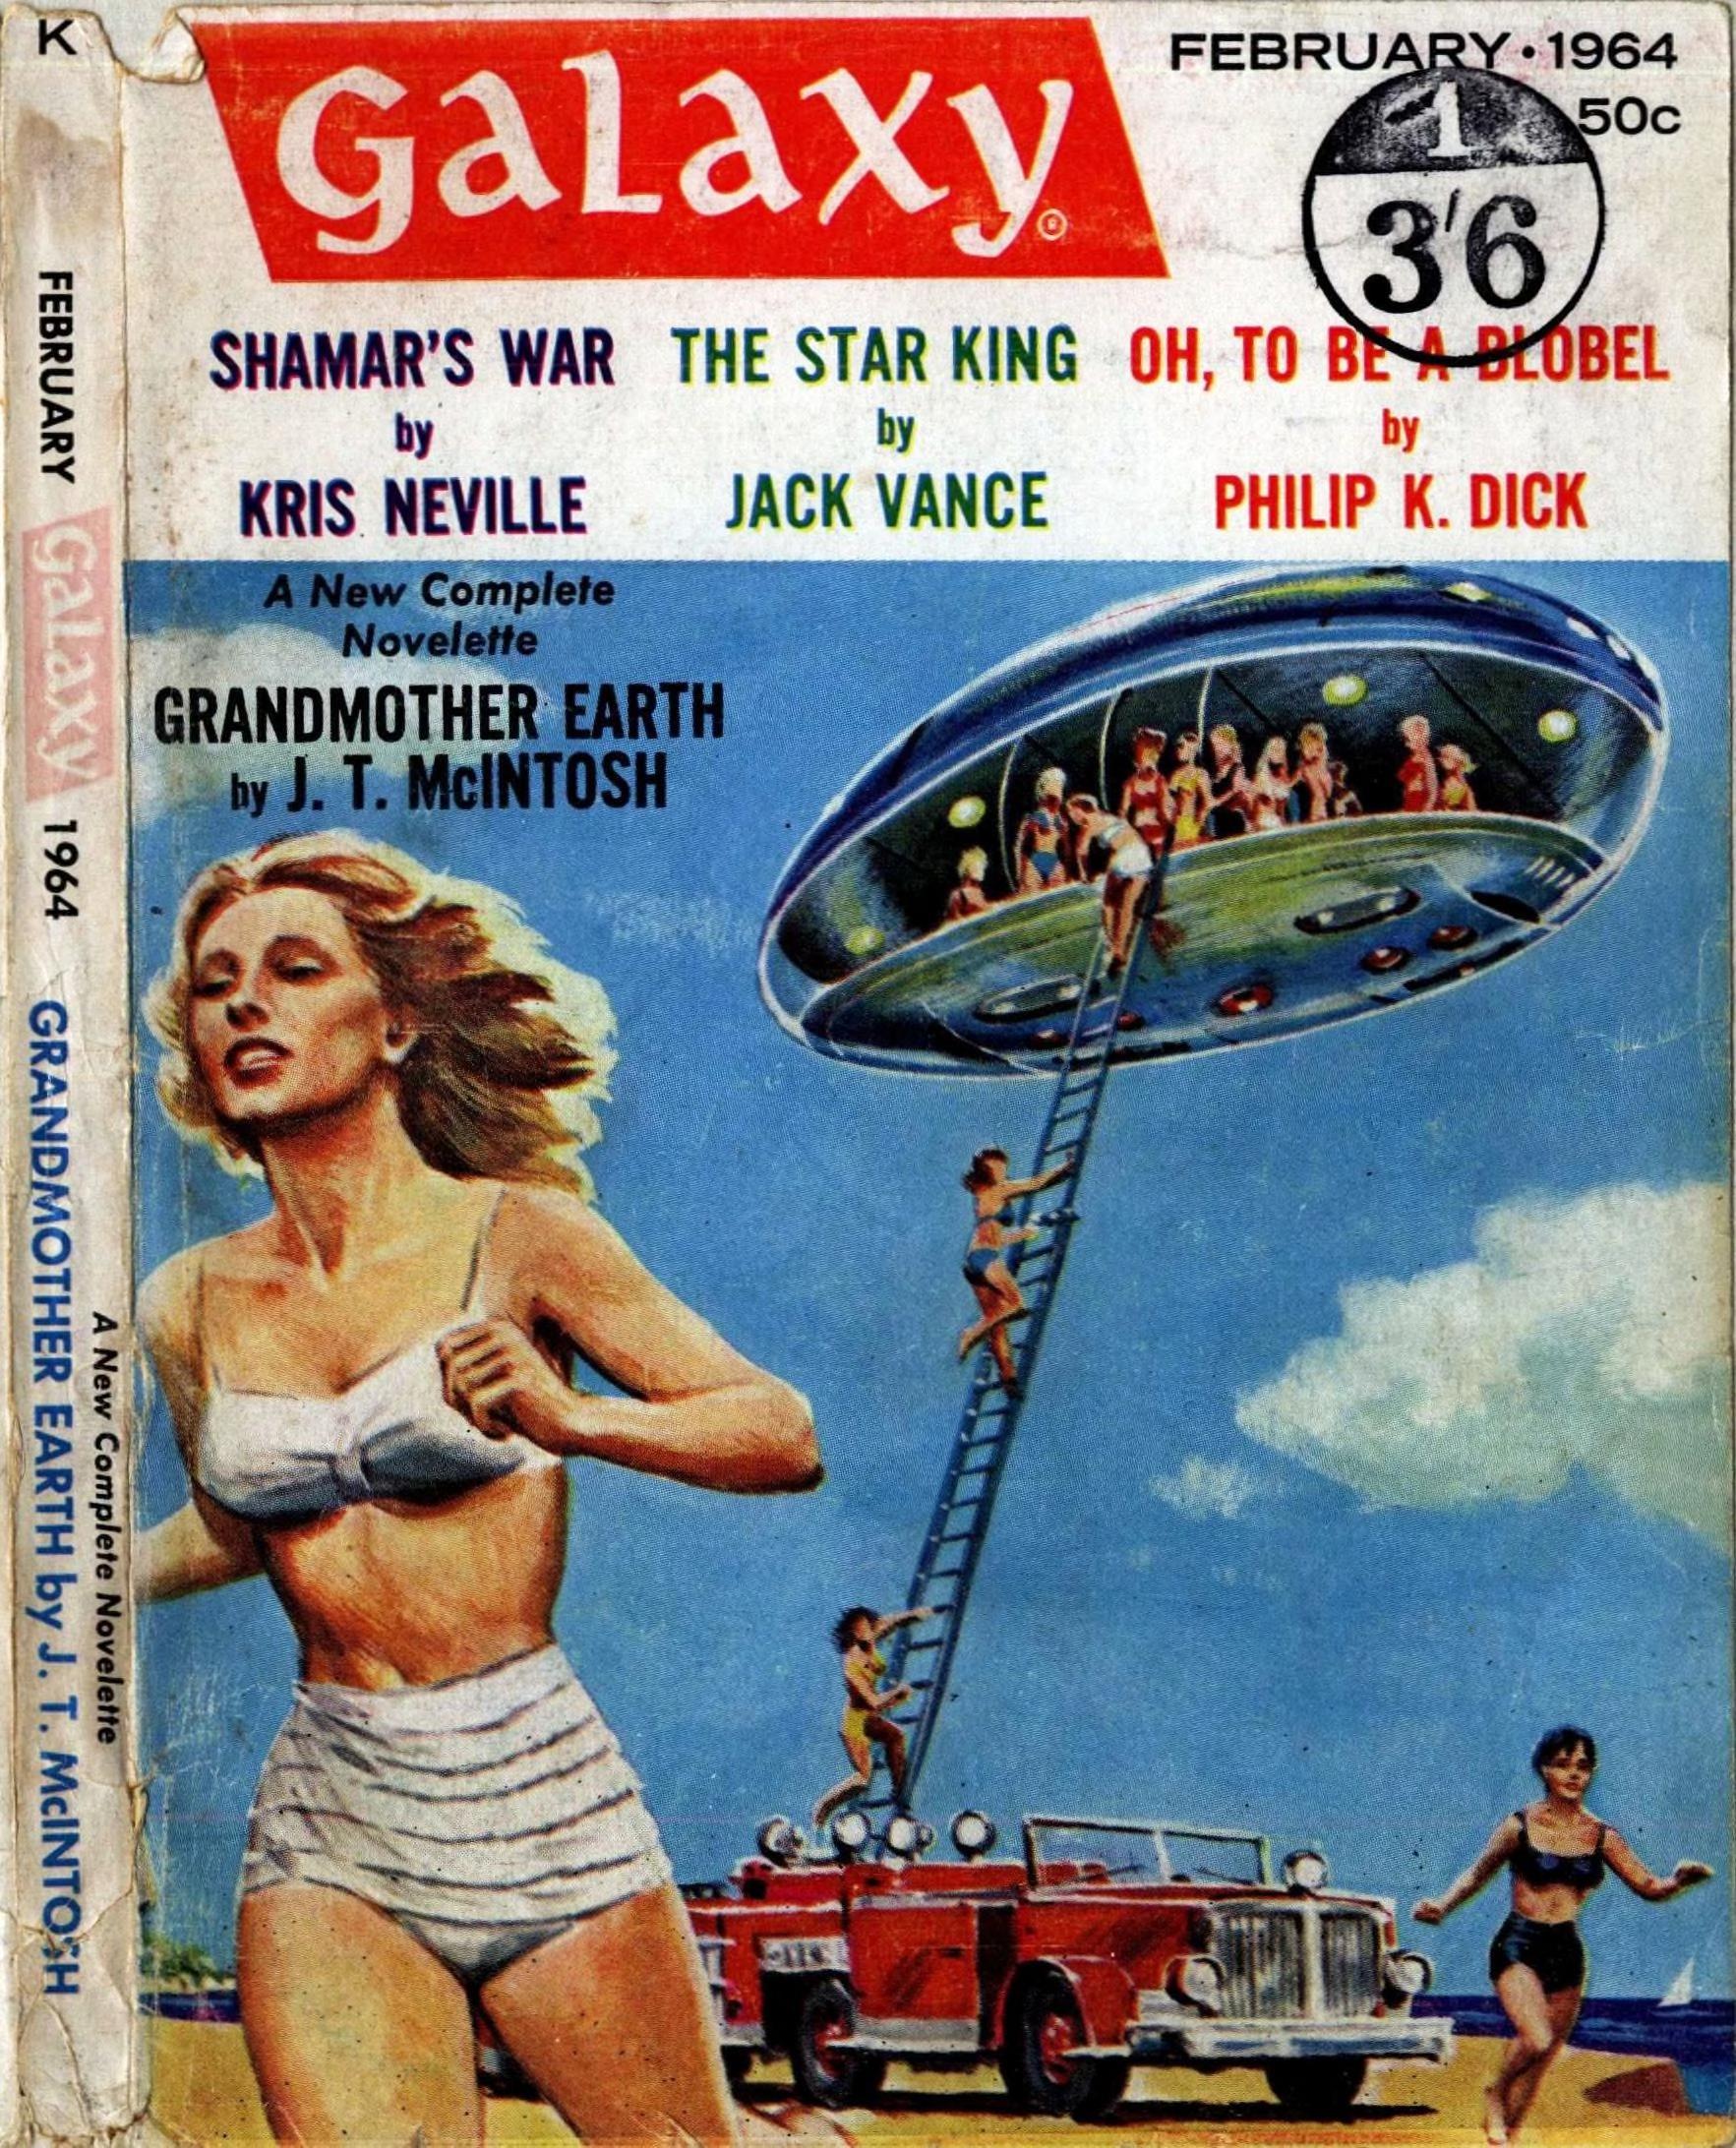 K
FEBRUARY
GaLaxy
1964
GRANDMOTHER EARTH by J. T. McINTOSH
A New Complete Novelette
GaLaxy
®
FEBRUARY • 1964
50c
1
3'6
SHAMAR'S WAR
by
KRIS NEVILLE
THE STAR KING
by
JACK VANCE
OH, TO BE A BLOBEL
by
PHILIP K. DICK
A New Complete
Novelette
GRANDMOTHER EARTH
by J. T. McINTOSH